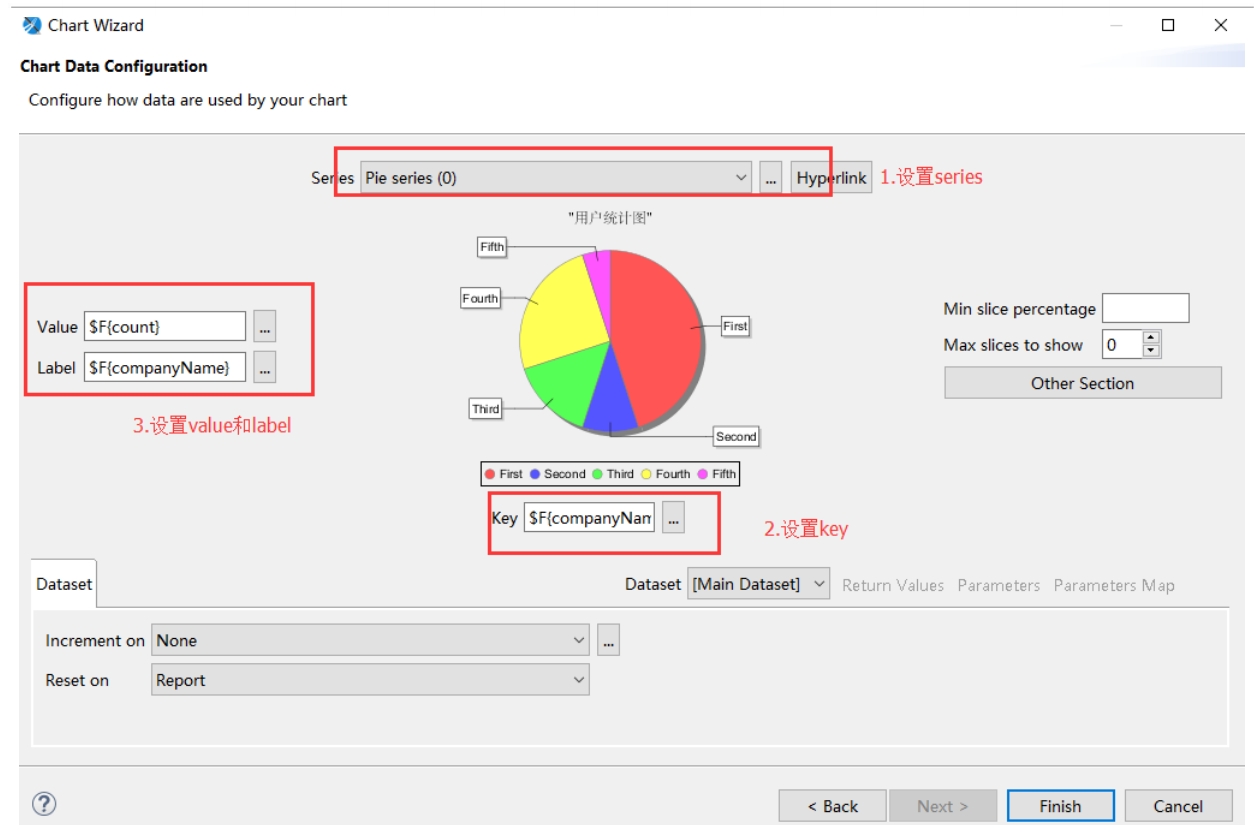 Chart Wizard
Chart Data Configuration
Configure how data are used by your chart
Series Pie series (0) ... Hyperlink 1.设置series
"用户统计图"
Fifth
Fourth
First
Third
Second
Value $F{count} ...
Label $F{companyName} ...
3.设置value和label
Min slice percentage
Max slices to show 0
Other Section
First Second Third Fourth Fifth
Key $F{companyNam ... 2.设置key
Dataset Dataset [Main Dataset] Return Values Parameters Parameters Map
Increment on None ...
Reset on Report
? < Back Next > Finish Cancel